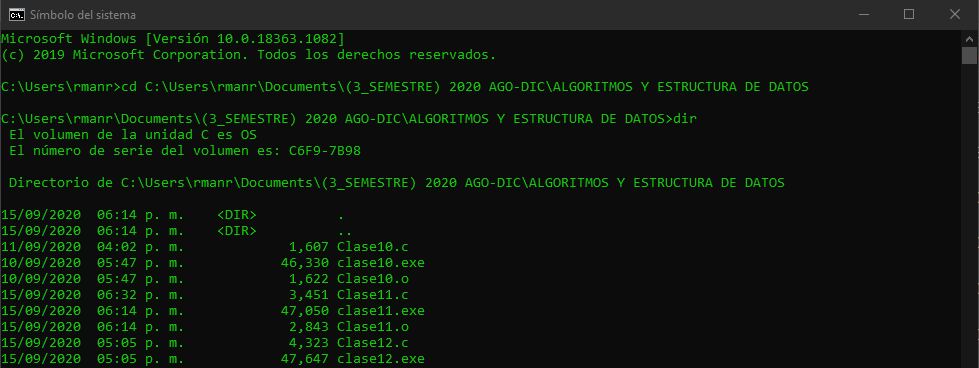 Símbolo del sistema
Microsoft Windows [Versión 10.0.18363.1082]
(c) 2019 Microsoft Corporation. Todos los derechos reservados.
C:\Users\rmanr>cd C:\Users\rmanr\Documents\(3_SEMESTRE) 2020 AGO-DIC\ALGORITMOS Y ESTRUCTURA DE DATOS
C:\Users\rmanr\Documents\(3_SEMESTRE) 2020 AGO-DIC\ALGORITMOS Y ESTRUCTURA DE DATOS>dir
El volumen de la unidad C es OS
El número de serie del volumen es: C6F9-7B98
Directorio de C:\Users\rmanr\Documents\(3_SEMESTRE) 2020 AGO-DIC\ALGORITMOS Y ESTRUCTURA DE DATOS
15/09/2020  06:14 p. m.    <DIR>          .
15/09/2020  06:14 p. m.    <DIR>          ..
11/09/2020  04:02 p. m.             1,607 Clase10.c
10/09/2020  05:47 p. m.            46,330 clase10.exe
10/09/2020  05:47 p. m.             1,622 Clase10.o
15/09/2020  06:32 p. m.             3,451 Clase11.c
15/09/2020  06:14 p. m.            47,050 clase11.exe
15/09/2020  06:14 p. m.             2,843 Clase11.o
15/09/2020  05:05 p. m.             4,323 Clase12.c
15/09/2020  05:05 p. m.            47,647 clase12.exe